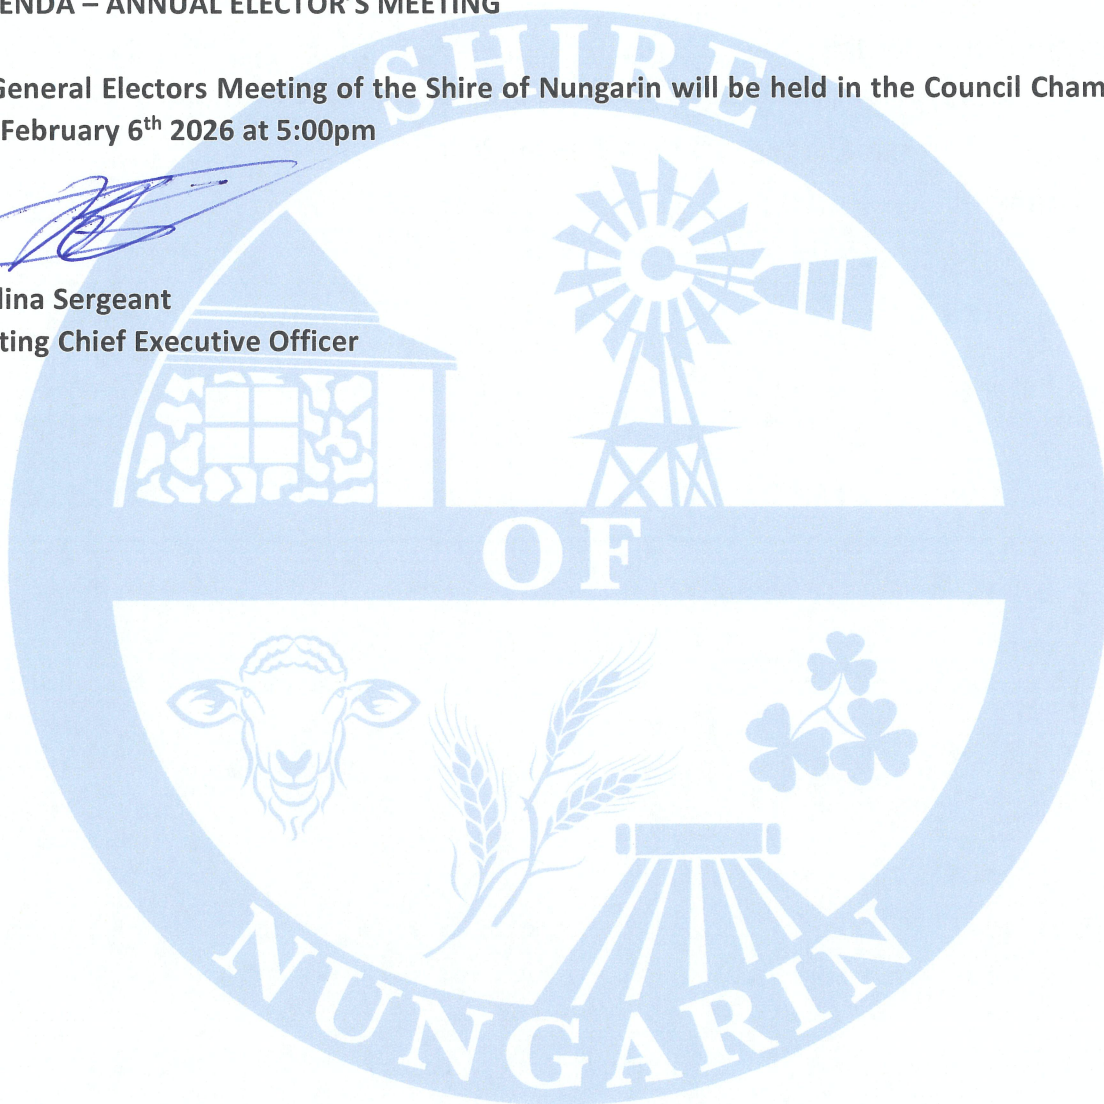 ENDA – ANNUAL ELECTOR'S MEETING
General Electors Meeting of the Shire of Nungarin will be held in the Council Cham
February 6th 2026 at 5:00pm
lina Sergeant
ting Chief Executive Officer
SHIRE
OF
NUNGARIN